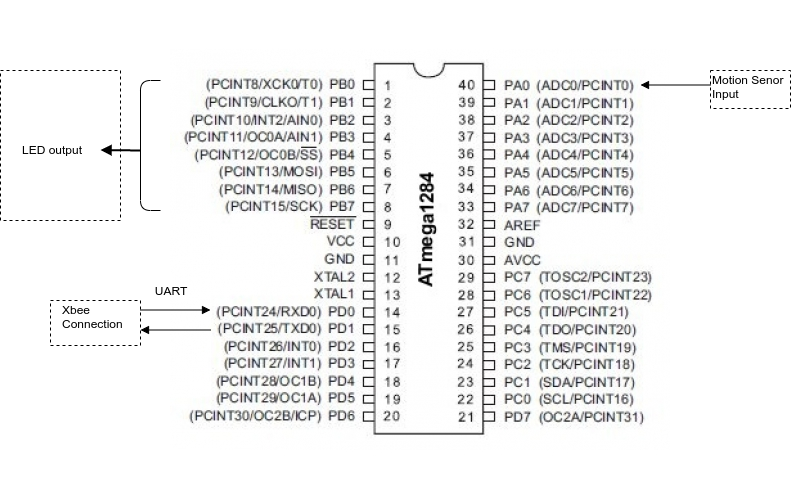 (PCINT8/XCK0/T0) PB0 1 40 PA0 (ADC0/PCINT0)
Motion Senor
Input
(PCINT9/CLKO/T1) PB1 2 39 PA1 (ADC1/PCINT1)
(PCINT10/INT2/AIN0) PB2 3 38 PA2 (ADC2/PCINT2)
(PCINT11/OC0A/AIN1) PB3 4 37 PA3 (ADC3/PCINT3)
LED output
(PCINT12/OC0B/SS) PB4 5 36 PA4 (ADC4/PCINT4)
(PCINT13/MOSI) PB5 6 35 PA5 (ADC5/PCINT5)
(PCINT14/MISO) PB6 7 34 PA6 (ADC6/PCINT6)
(PCINT15/SCK) PB7 8 33 PA7 (ADC7/PCINT7)
RESET 9 32 AREF
VCC 10 31 GND
GND 11 30 AVCC
XTAL2 12 29 PC7 (TOSC2/PCINT23)
XTAL1 13 28 PC6 (TOSC1/PCINT22)
ATmega1284
UART
Xbee
Connection
(PCINT24/RXD0) PD0 14 27 PC5 (TDI/PCINT21)
(PCINT25/TXD0) PD1 15 26 PC4 (TDO/PCINT20)
(PCINT26/INT0) PD2 16 25 PC3 (TMS/PCINT19)
(PCINT27/INT1) PD3 17 24 PC2 (TCK/PCINT18)
(PCINT28/OC1B) PD4 18 23 PC1 (SDA/PCINT17)
(PCINT29/OC1A) PD5 19 22 PC0 (SCL/PCINT16)
(PCINT30/OC2B/ICP) PD6 20 21 PD7 (OC2A/PCINT31)